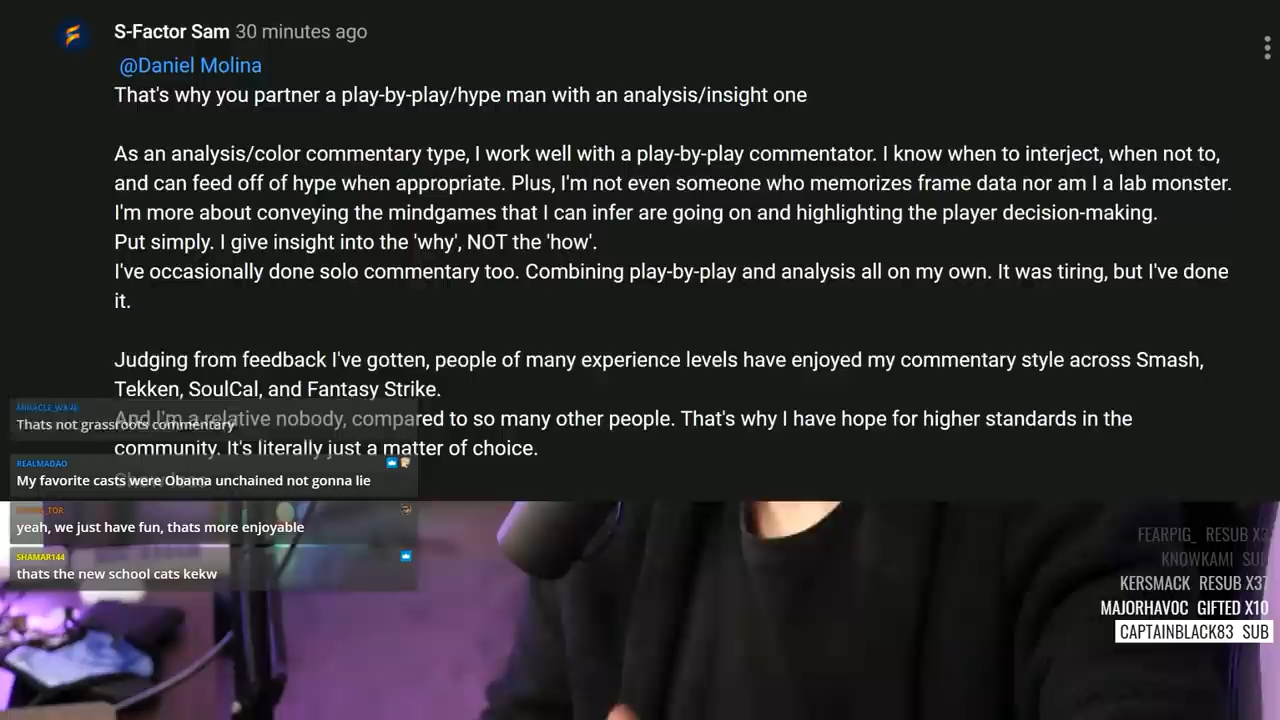 S-Factor Sam 30 minutes ago
@Daniel Molina
That's why you partner a play-by-play/hype man with an analysis/insight one
As an analysis/color commentary type, I work well with a play-by-play commentator. I know when to interject, when not to,
and can feed off of hype when appropriate. Plus, I'm not even someone who memorizes frame data nor am I a lab monster.
I'm more about conveying the mindgames that I can infer are going on and highlighting the player decision-making.
Put simply. I give insight into the 'why', NOT the 'how'.
I've occasionally done solo commentary too. Combining play-by-play and analysis all on my own. It was tiring, but I've done
it.
Judging from feedback I've gotten, people of many experience levels have enjoyed my commentary style across Smash,
Tekken, SoulCal, and Fantasy Strike.
And I'm a relative nobody, compared to so many other people. That's why I have hope for higher standards in the
community. It's literally just a matter of choice.
MIRACLE_WAVE
Thats not grassroots commentary
REALMADAO
My favorite casts were Obama unchained not gonna lie
yeah, we just have fun, thats more enjoyable
SHAMAR144
thats the new school cats kekw
FEARPIG_ RESUB
KNOWKAMI SUB
KERSMACK RESUB X37
MAJORHAVOC GIFTED X10
CAPTAINBLACK83 SUB